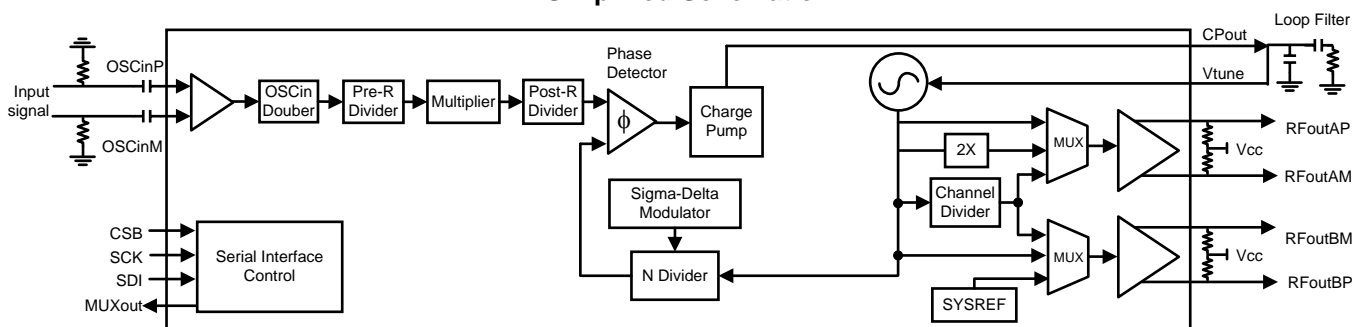 Loop Filter
CPout
OSCinP
Phase
Detector
Vtune
Input
signal
OSCin
Douber
Pre-R
Divider
Multiplier
Post-R
Divider
ϕ
Charge
Pump
OSCinM
MUX
RFoutAP
Vcc
2X
RFoutAM
Sigma-Delta
Modulator
Channel
Divider
CSB
SCK
SDI
MUXout
Serial Interface
Control
N Divider
MUX
RFoutBM
Vcc
RFoutBP
SYSREF